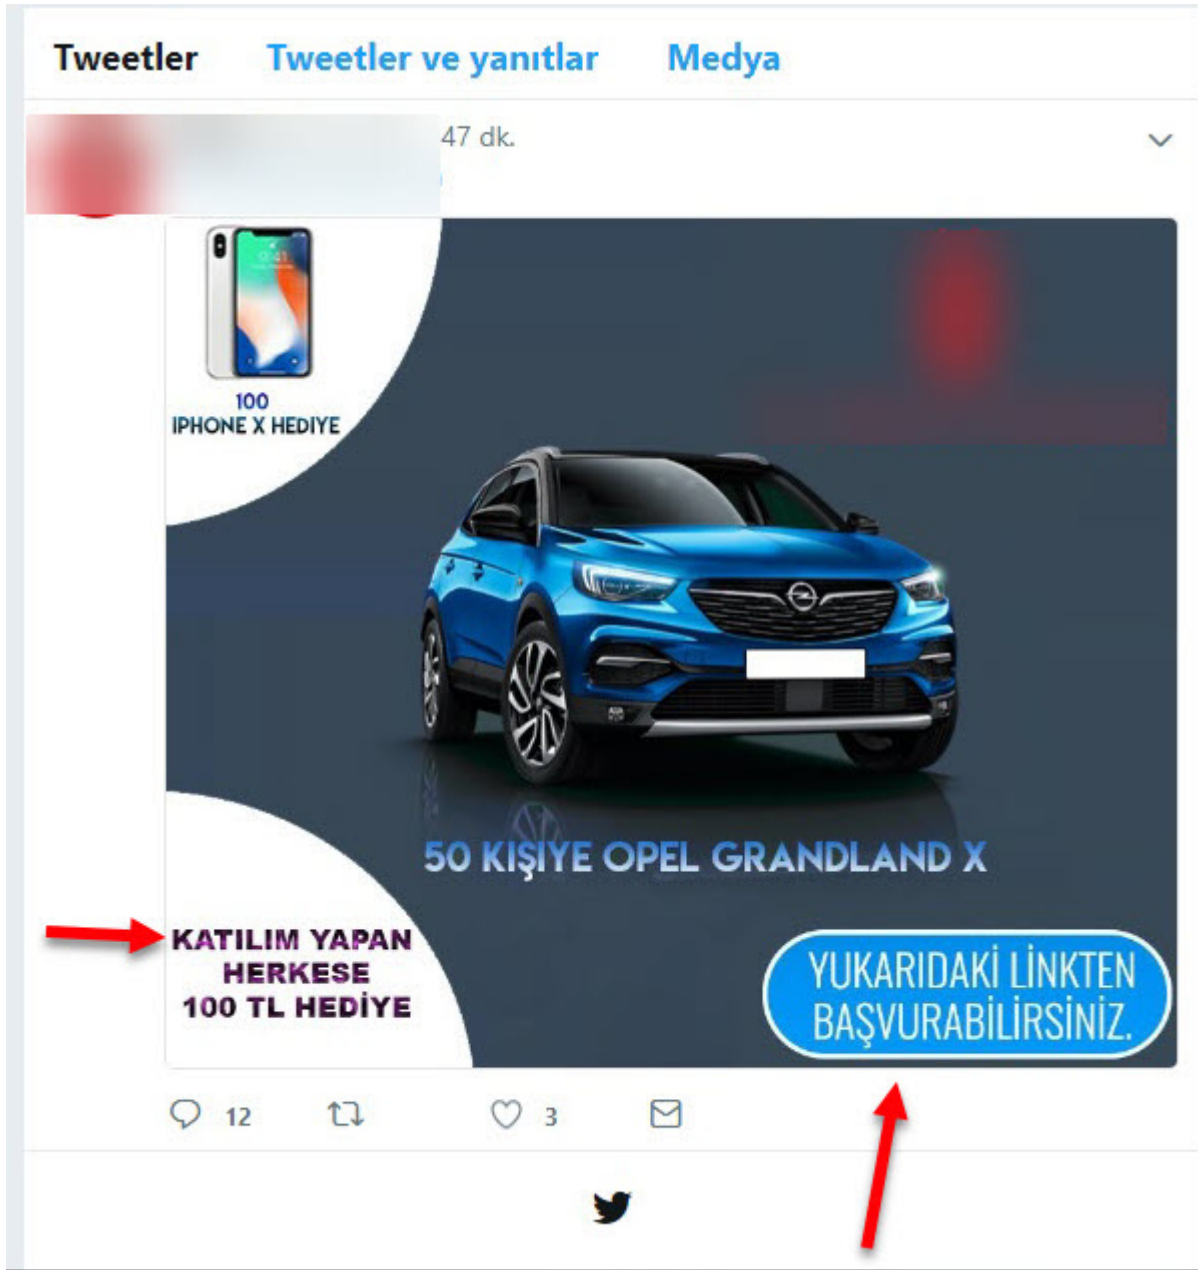 Tweetler Tweetler ve yanıtlar Medya
47 dk.
100
IPHONE X HEDIYE
50 KIŞIYE OPEL GRANDLAND X
KATILIM YAPAN
HERKESE
100 TL HEDİYE
YUKARIDAKİ LİNKTEN
BAŞVURABİLİRSİNİZ.
12 3